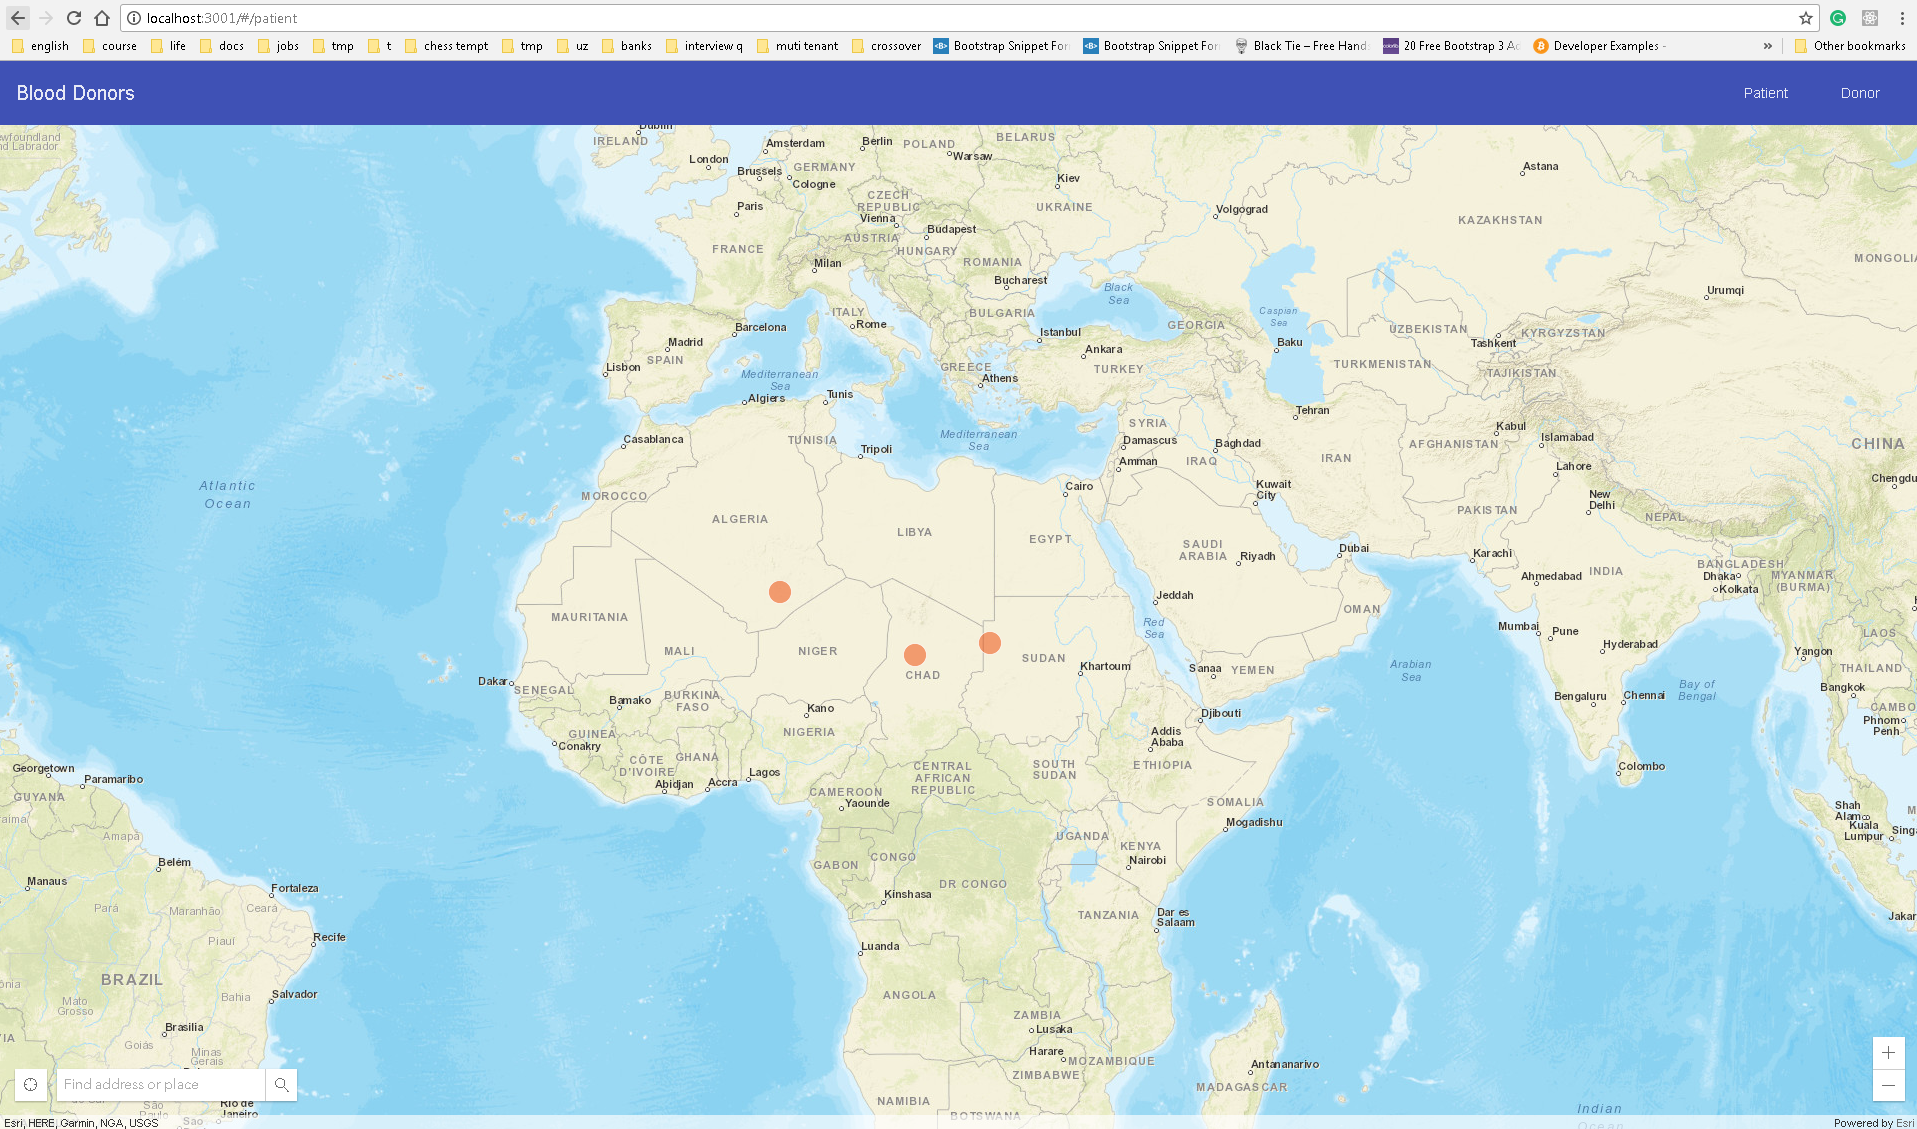 localhost:3001/#/patient
english course life docs jobs tmp t chess tempt tmp uz banks interview q muti tenant crossover Bootstrap Snippet For Bootstrap Snippet For Black Tie – Free Hand 20 Free Bootstrap 3 Ad Developer Examples - » Other bookmarks
Blood Donors
Patient Donor
Dublin
IRELAND
London
Amsterdam
Brussels
Cologne
GERMANY
Berlin
POLAND
Warsaw
BELARUS
Kiev
UKRAINE
Volgograd
Astana
KAZAKHSTAN
MONGOLIA
Urumqi
Paris
FRANCE
CZECH
REPUBLIC
Vienna
AUSTRIA
Budapest
HUNGARY
Milan
ROMANIA
Bucharest
BULGARIA
Black
Sea
GEORGIA
Caspian
Sea
Baku
UZBEKISTAN
Tashkent
KYRGYZSTAN
TURKMENISTAN
TAJIKISTAN
ITALY
Rome
Barcelona
Madrid
SPAIN
Lisbon
Mediterranean
Sea
Algiers
Tunis
GREECE
Athens
Istanbul
Ankara
TURKEY
Tehran
Casablanca
TUNISIA
Tripoli
Mediterranean
Sea
SYRIA
Damascus
Amman
Baghdad
IRAQ
IRAN
AFGHANISTAN
Kabul
Islamabad
Lahore
CHINA
Chengdu
Atlantic
Ocean
MOROCCO
ALGERIA
LIBYA
Cairo
EGYPT
Kuwait
City
SAUDI
ARABIA
Riyadh
Dubai
PAKISTAN
Karachi
New
Delhi
NEPAL
Ahmedabad
INDIA
BANGLADESH
Dhaka
Kolkata
MYANMAR
(BURMA)
MAURITANIA
MALI
NIGER
CHAD
SUDAN
Khartoum
Jeddah
Red
Sea
OMAN
Sanaa
YEMEN
Arabian
Sea
Mumbai
Pune
Hyderabad
Bay of
Bengal
LAOS
Yangon
THAILAND
Bangkok
Dakar
SENEGAL
Bamako
BURKINA
FASO
Kano
NIGERIA
Djibouti
Bengaluru
Chennai
Phnom
Penh
GUINEA
Conakry
CÔTE
D'IVOIRE
GHANA
Abidjan
Accra
Lagos
CAMEROON
Yaounde
CENTRAL
AFRICAN
REPUBLIC
SOUTH
SUDAN
Addis
Ababa
ETHIOPIA
SOMALIA
Mogadishu
Colombo
Georgetown
Paramaribo
GUYANA
Amapá
GABON
CONGO
UGANDA
KENYA
Nairobi
Shah
Alam
Kuala
Lumpur
Belém
Manaus
Fortaleza
Pará
Maranhão
Ceará
Piauí
Recife
Kinshasa
DR CONGO
TANZANIA
Dar es
Salaam
Luanda
BRAZIL
Mato
Grosso
Bahia
Salvador
Brasilia
Goiás
Minas
Gerais
ANGOLA
ZAMBIA
Lusaka
Harare
MOZAMBIQUE
ZIMBABWE
Antananarivo
MADAGASCAR
NAMIBIA
BOTSWANA
Indian
Ocean
Find address or place
Rio de
Janeiro
Esri, HERE, Garmin, NGA, USGS
Powered by Esri